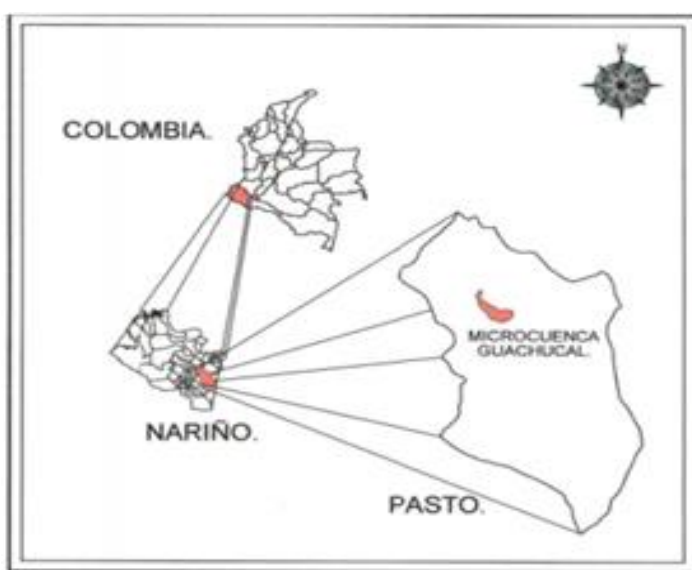 N
COLOMBIA.
MICROCUENCA
GUACHUCAL.
NARIÑO.
PASTO.